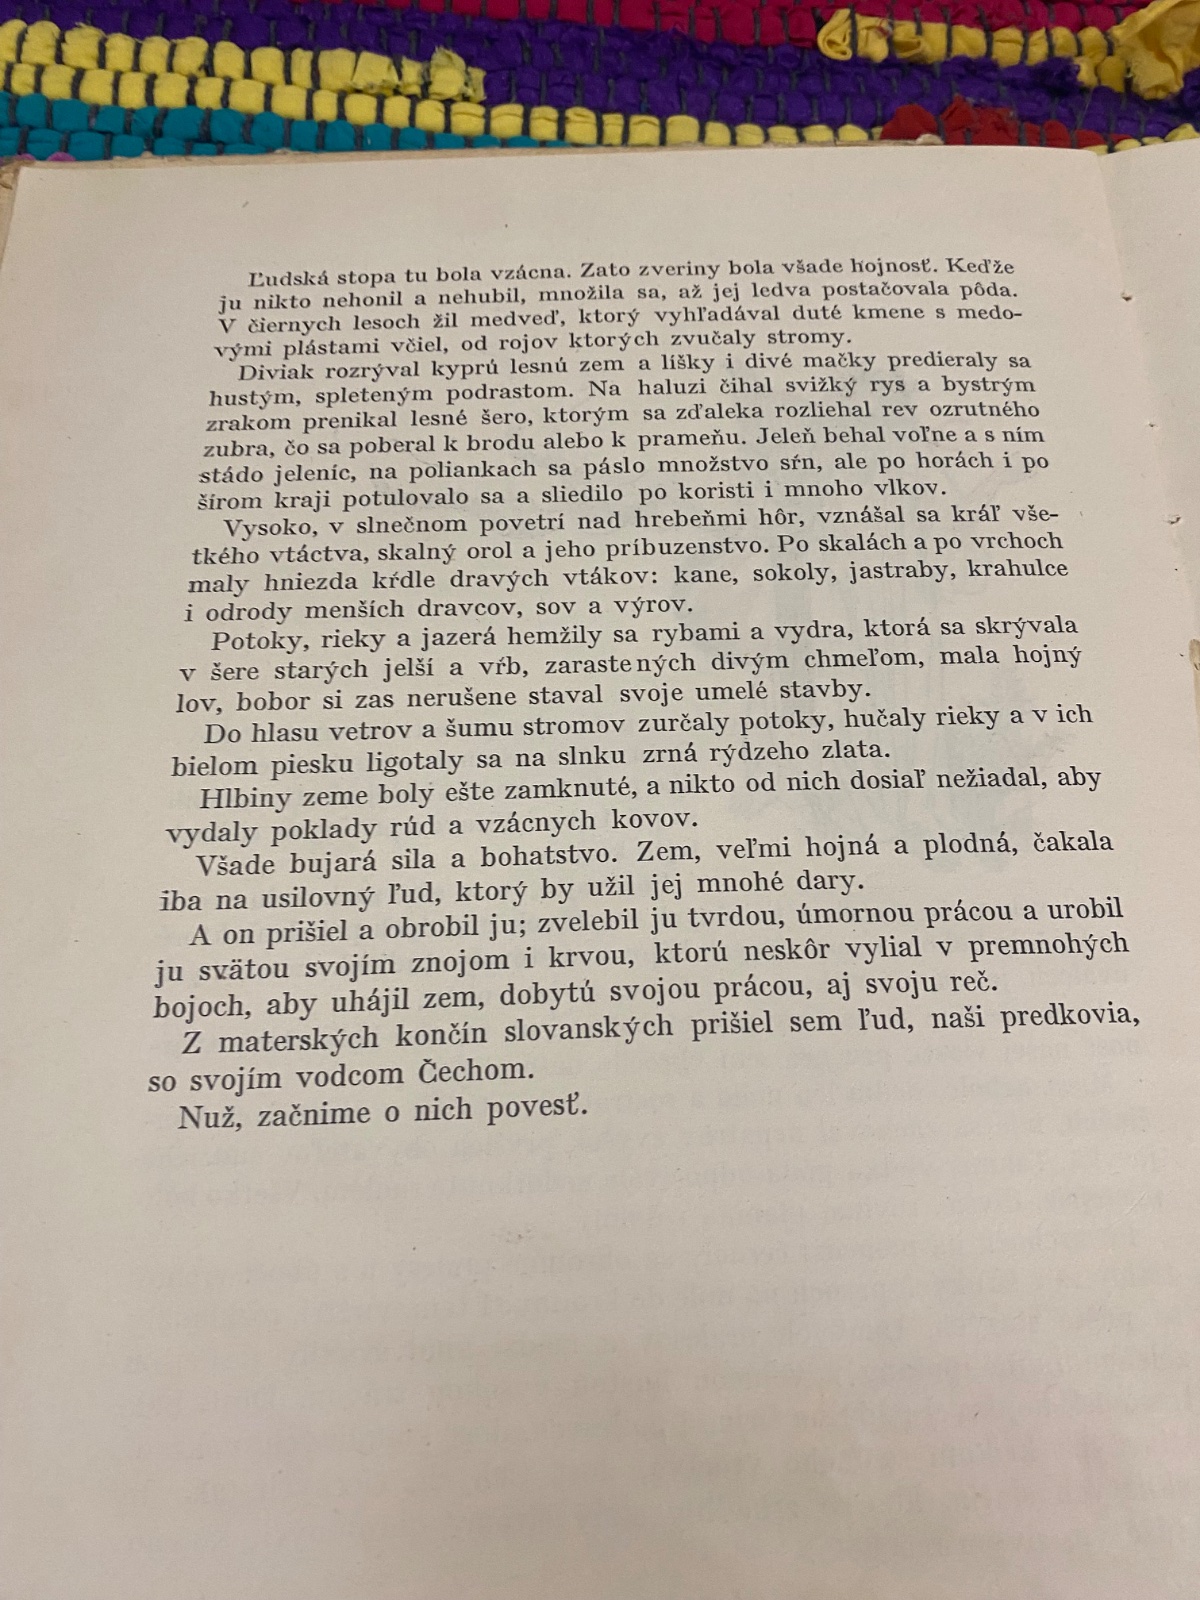 Ľudská stopa tu bola vzácna. Zato zveriny bola všade hojnosť. Keďže
ju nikto nehonil a nehubil, množila sa, až jej ledva postačovala pôda.
V čiernych lesoch žil medveď, ktorý vyhľadával duté kmene s medo-
vými plástami včiel, od rojov ktorých zvučaly stromy.
Diviak rozrýval kyprú lesnú zem a líšky i divé mačky predieraly sa
hustým, spleteným podrastom. Na haluzi čihal svižký rys a bystrým
zrakom prenikal lesné šero, ktorým sa zďaleka rozliehal rev ozrutného
zubra, čo sa poberal k brodu alebo k prameňu. Jeleň behal voľne a s ním
stádo jeleníc, na poliankach sa páslo množstvo sŕn, ale po horách i po
šírom kraji potulovalo sa a sliedilo po koristi i mnoho vlkov.
Vysoko, v slnečnom povetrí nad hrebeňmi hôr, vznášal sa kráľ vše-
tkého vtáctva, skalný orol a jeho príbuzenstvo. Po skalách a po vrchoch
maly hniezda kŕdle dravých vtákov: kane, sokoly, jastraby, krahulce
i odrody menších dravcov, sov a výrov.
Potoky, rieky a jazerá hemžily sa rybami a vydra, ktorá sa skrývala
v šere starých jelší a vŕb, zarastených divým chmeľom, mala hojný
lov, bobor si zas nerušene staval svoje umelé stavby.
Do hlasu vetrov a šumu stromov zurčaly potoky, hučaly rieky a v ich
bielom piesku ligotaly sa na slnku zrná rýdzeho zlata.
Hlbiny zeme boly ešte zamknuté, a nikto od nich dosiaľ nežiadal, aby
vydaly poklady rúd a vzácnych kovov.
Všade bujará sila a bohatstvo. Zem, veľmi hojná a plodná, čakala
iba na usilovný ľud, ktorý by užil jej mnohé dary.
A on prišiel a obrobil ju; zvelebil ju tvrdou, úmornou prácou a urobil
ju svätou svojím znojom i krvou, ktorú neskôr vylial v premnohých
bojoch, aby uhájil zem, dobytú svojou prácou, aj svoju reč.
Z materských končín slovanských prišiel sem ľud, naši predkovia,
so svojím vodcom Čechom.
Nuž, začnime o nich povesť.